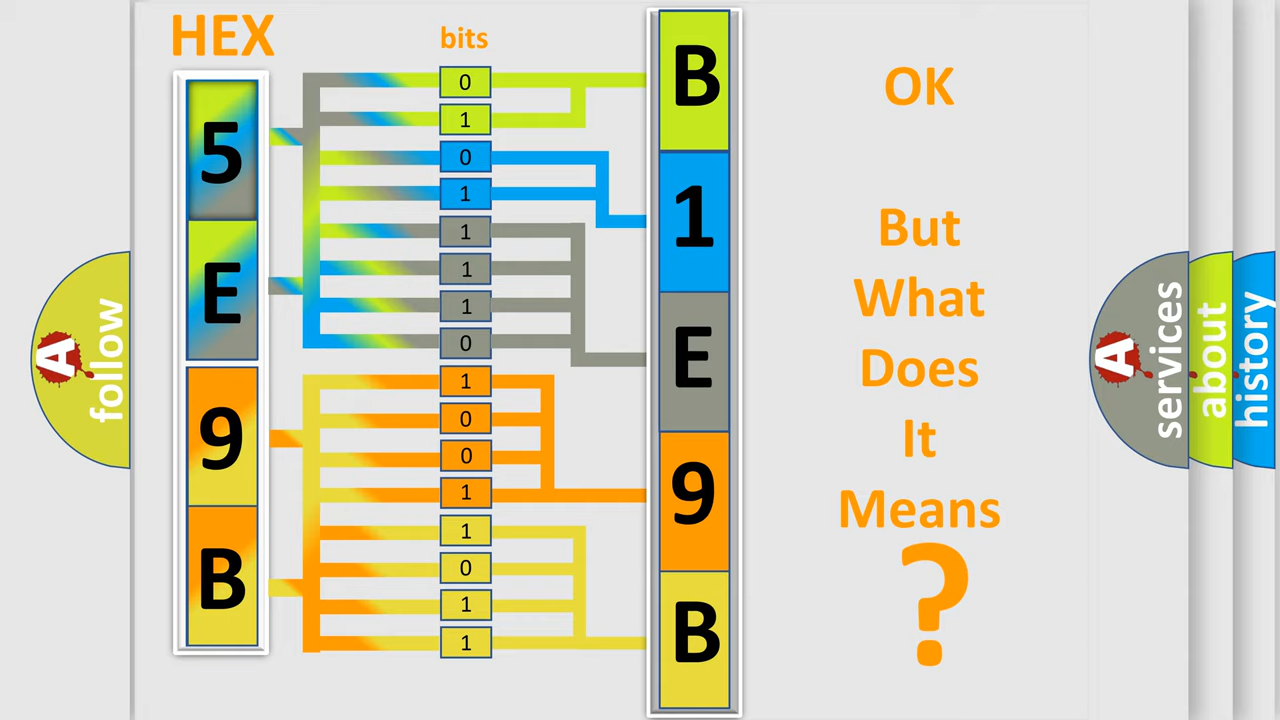 HEX
bits
5
E
9
B
0
1
0
1
1
1
1
0
1
0
0
1
1
0
1
1
B
1
E
9
B
OK
But
What
Does
It
Means
?
A
follow
A
services
about
history